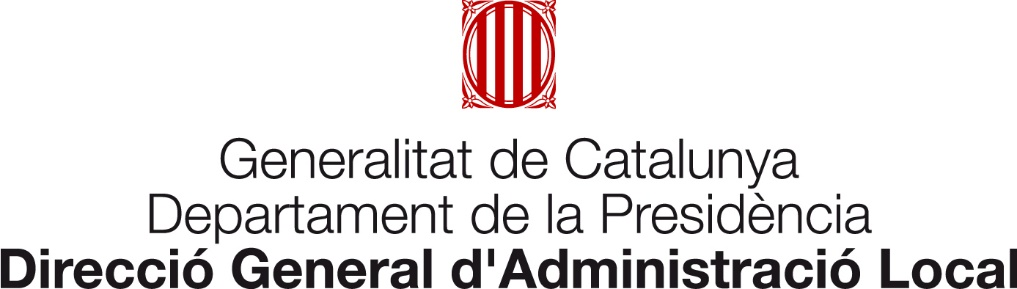 Generalitat de Catalunya
Departament de la Presidència
Direcció General d'Administració Local